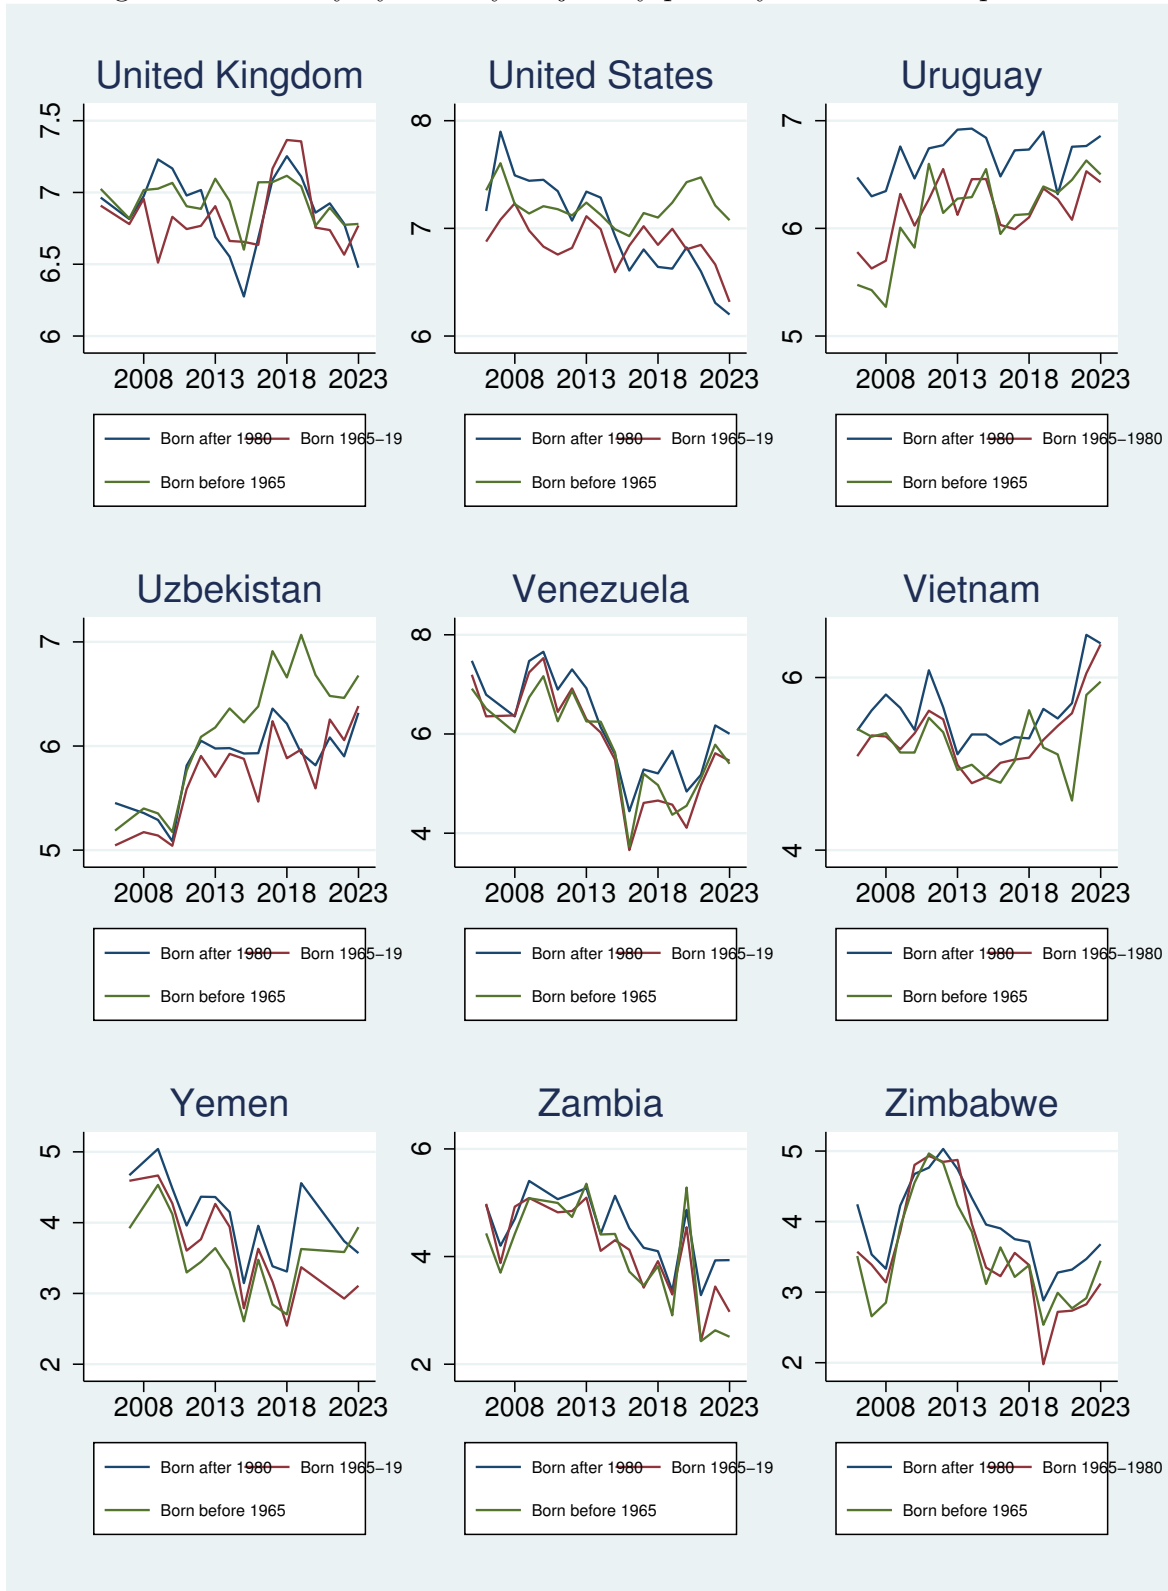 United Kingdom United States Uruguay
7.5 8 7
7 7 6
6.5 6 5
6
2008 2013 2018 2023 2008 2013 2018 2023 2008 2013 2018 2023
Born after 1980 Born 1965–19 Born after 1980 Born 1965–19 Born after 1980 Born 1965–1980
Born before 1965 Born before 1965 Born before 1965
Uzbekistan Venezuela Vietnam
7 8 6
6 6 4
5 4
2008 2013 2018 2023 2008 2013 2018 2023 2008 2013 2018 2023
Born after 1980 Born 1965–19 Born after 1980 Born 1965–19 Born after 1980 Born 1965–1980
Born before 1965 Born before 1965 Born before 1965
Yemen Zambia Zimbabwe
5 6 5
4 4 4
3 2 3
2 2
2008 2013 2018 2023 2008 2013 2018 2023 2008 2013 2018 2023
Born after 1980 Born 1965–19 Born after 1980 Born 1965–19 Born after 1980 Born 1965–1980
Born before 1965 Born before 1965 Born before 1965